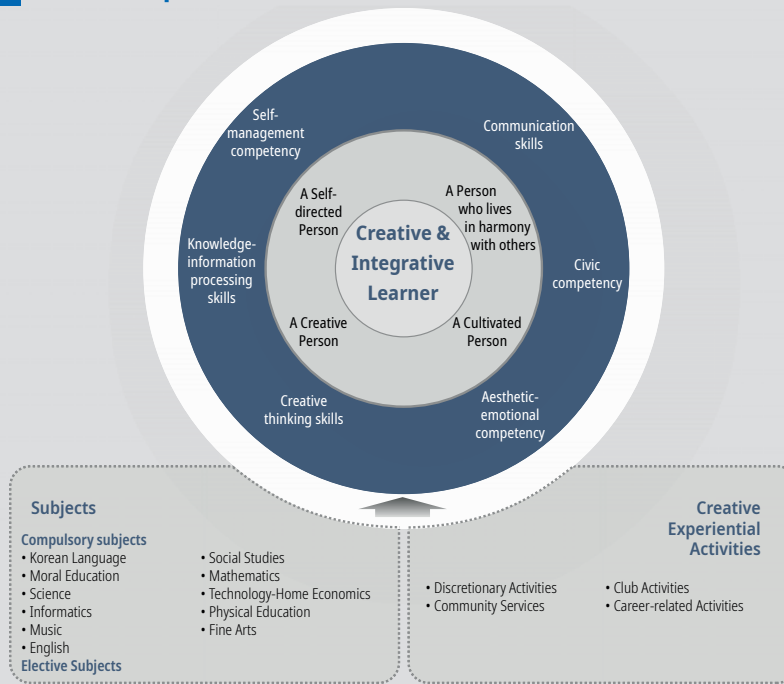 Self-
management
competency
Communication
skills
A Self-
directed
Person
A Person
who lives
in harmony
with others
Creative &
Integrative
Learner
Knowledge-
information
processing
skills
Civic
competency
A Creative
Person
A Cultivated
Person
Creative
thinking skills
Aesthetic-
emotional
competency
Subjects
Compulsory subjects
• Korean Language
• Moral Education
• Science
• Informatics
• Music
• English
• Social Studies
• Mathematics
• Technology-Home Economics
• Physical Education
• Fine Arts
Elective Subjects
Creative
Experiential
Activities
• Discretionary Activities
• Community Services
• Club Activities
• Career-related Activities